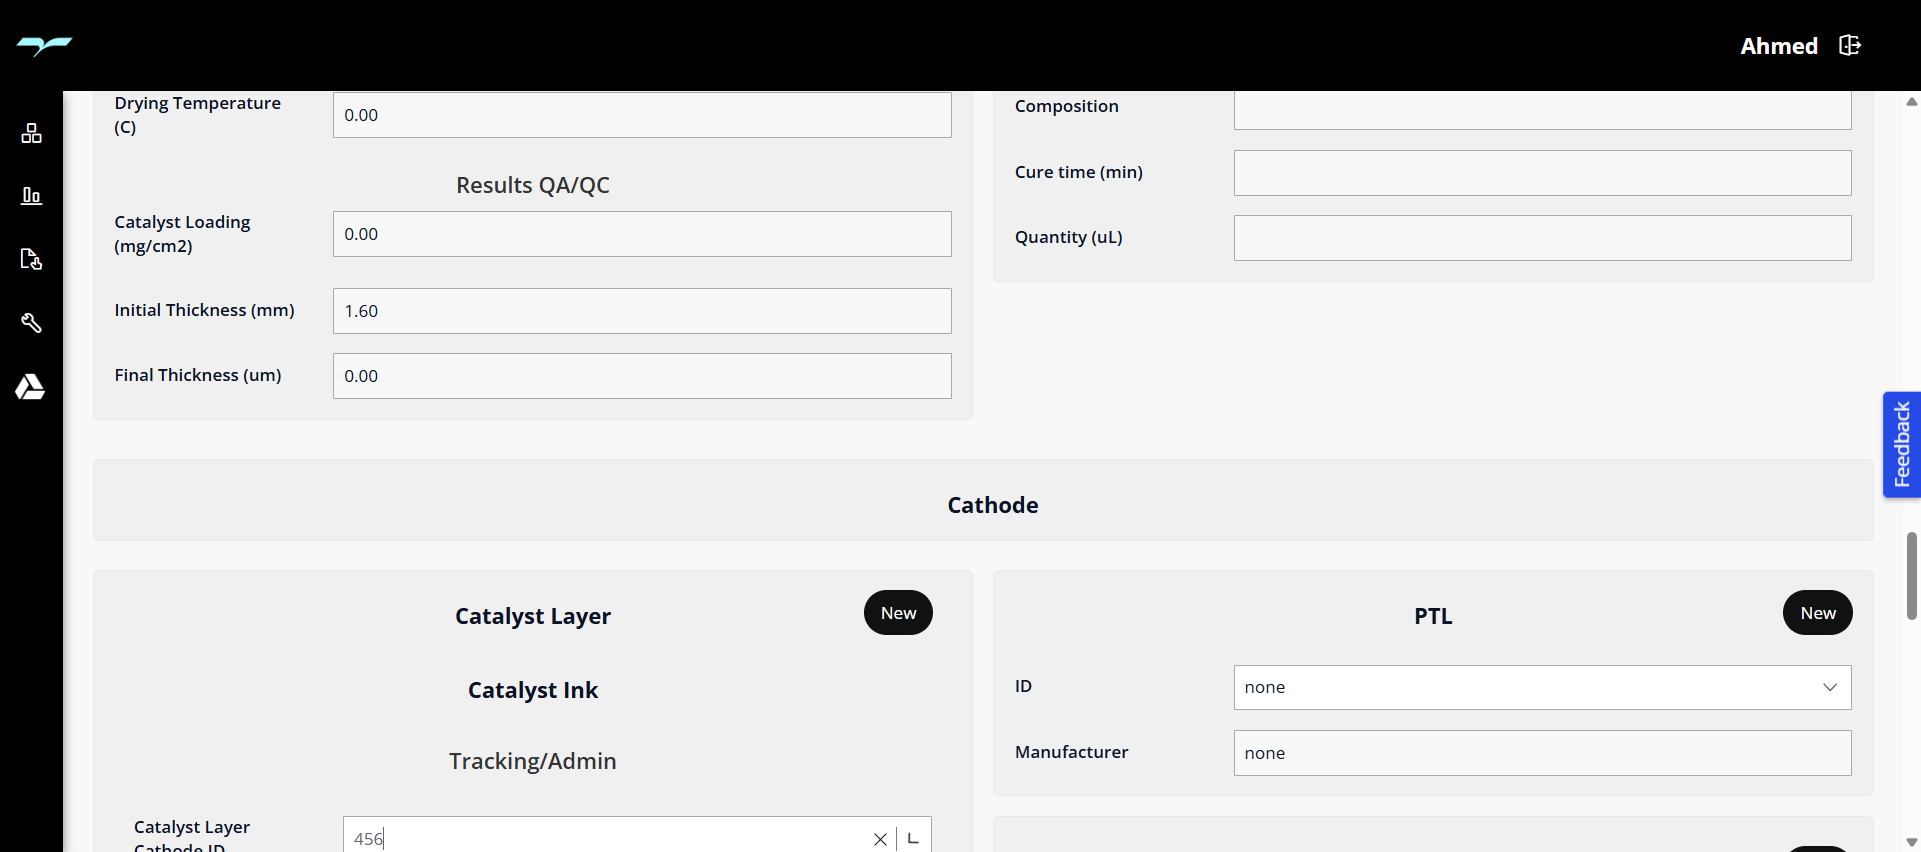 Ahmed
Drying Temperature
(C)
0.00
Results QA/QC
Catalyst Loading
(mg/cm2)
0.00
Initial Thickness (mm)
1.60
Final Thickness (um)
0.00
Composition
Cure time (min)
Quantity (uL)
Feedback
Cathode
Catalyst Layer
New
Catalyst Ink
Tracking/Admin
Catalyst Layer
Cathode ID
456
PTL
New
ID
none
Manufacturer
none